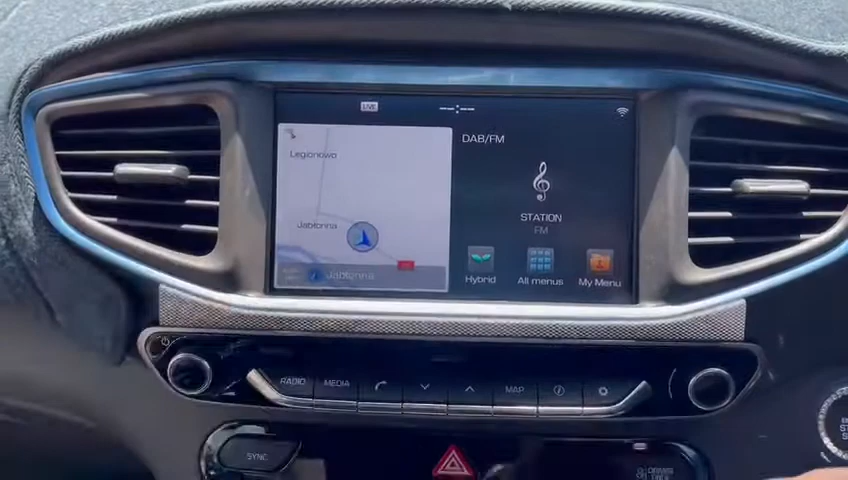 LIVE
DAB/FM
Legionowo
Jabłonna
Jabłonna
STATION
FM
Hybrid
All menus
My Menu
RADIO
MEDIA
MAP
SYNC